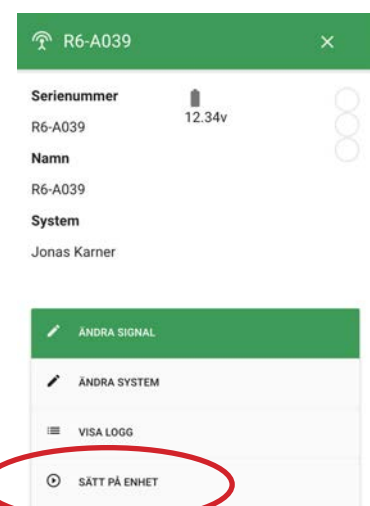 R6-A039
Serienummer
12.34v
R6-A039
Namn
R6-A039
System
Jonas Karner
ÄNDRA SIGNAL
ÄNDRA SYSTEM
VISA LOGG
SÄTT PÅ ENHET